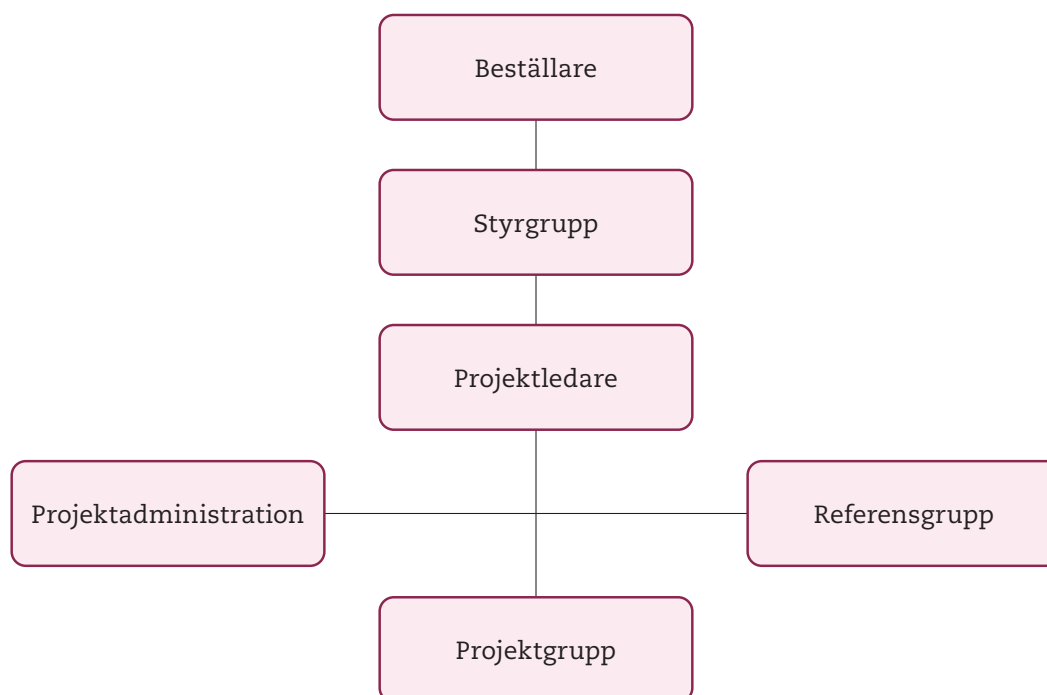 Beställare
Styrgrupp
Projektledare
Projektadministration
Referensgrupp
Projektgrupp